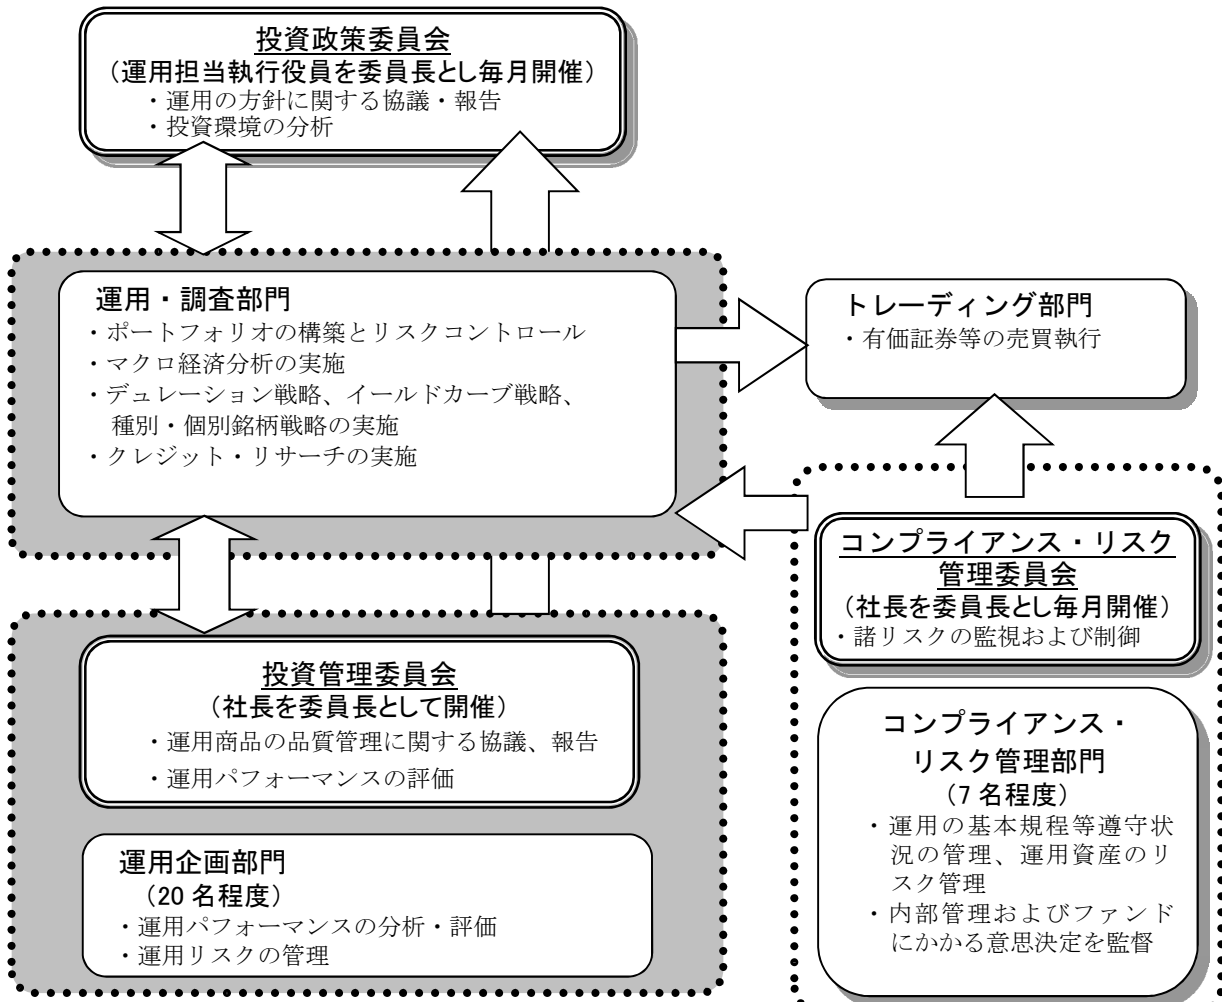 投資政策委員会
（運用担当執行役員を委員長とし毎月開催）
・運用の方針に関する協議・報告
・投資環境の分析
運用・調査部門
・ポートフォリオの構築とリスクコントロール
・マクロ経済分析の実施
・デュレーション戦略、イールドカーブ戦略、
種別・個別銘柄戦略の実施
・クレジット・リサーチの実施
トレーディング部門
・有価証券等の売買執行
コンプライアンス・リスク
管理委員会
（社長を委員長とし毎月開催）
・諸リスクの監視および制御
投資管理委員会
（社長を委員長として開催）
・運用商品の品質管理に関する協議、報告
・運用パフォーマンスの評価
運用企画部門
（20 名程度）
・運用パフォーマンスの分析・評価
・運用リスクの管理
コンプライアンス・
リスク管理部門
（7 名程度）
・運用の基本規程等遵守状
況の管理、運用資産のリ
スク管理
・内部管理およびファンド
にかかる意思決定を監督